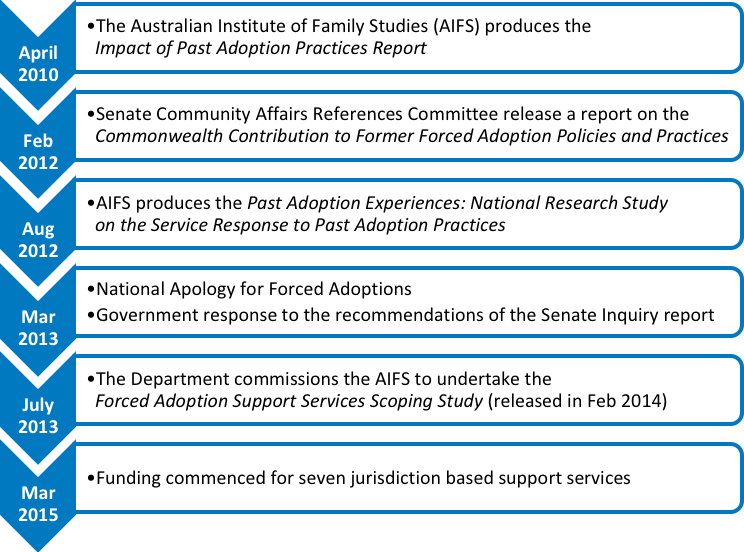 April
2010
•The Australian Institute of Family Studies (AIFS) produces the
Impact of Past Adoption Practices Report
Feb
2012
•Senate Community Affairs References Committee release a report on the
Commonwealth Contribution to Former Forced Adoption Policies and Practices
Aug
2012
•AIFS produces the Past Adoption Experiences: National Research Study
on the Service Response to Past Adoption Practices
Mar
2013
•National Apology for Forced Adoptions
•Government response to the recommendations of the Senate Inquiry report
July
2013
•The Department commissions the AIFS to undertake the
Forced Adoption Support Services Scoping Study (released in Feb 2014)
Mar
2015
•Funding commenced for seven jurisdiction based support services